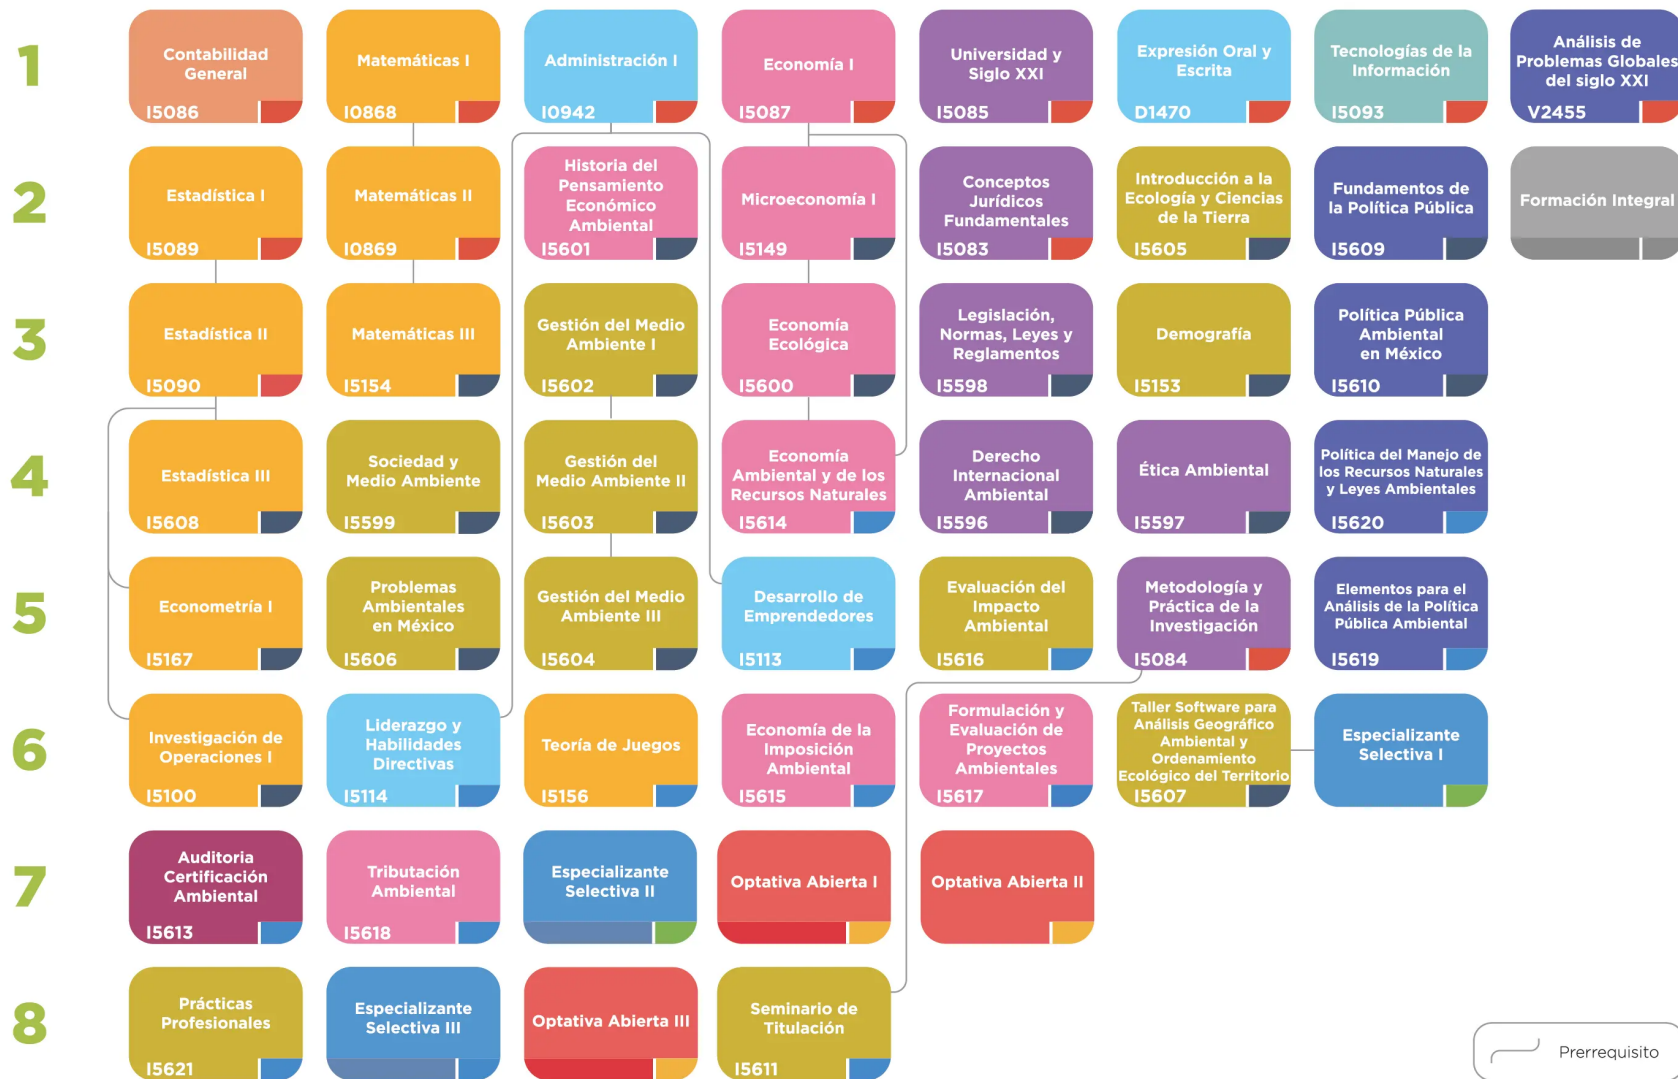 1
Contabilidad
General
I5086
Matemáticas I
I0868
Administración I
I0942
Economía I
I5087
Universidad y
Siglo XXI
I5085
Expresión Oral y
Escrita
D1470
Tecnologías de la
Información
I5093
Análisis de
Problemas Globales
del siglo XXI
V2455
2
Estadística I
I5089
Matemáticas II
I0869
Historia del
Pensamiento
Económico
Ambiental
I5601
Microeconomía I
I5149
Conceptos
Jurídicos
Fundamentales
I5083
Introducción a la
Ecología y Ciencias
de la Tierra
I5605
Fundamentos de
la Política Pública
I5609
Formación Integral
3
Estadística II
I5090
Matemáticas III
I5154
Gestión del Medio
Ambiente I
I5602
Economía
Ecológica
I5600
Legislación,
Normas, Leyes y
Reglamentos
I5598
Demografía
I5153
Política Pública
Ambiental
en México
I5610
4
Estadística III
I5608
Sociedad y
Medio Ambiente
I5599
Gestión del
Medio Ambiente II
I5603
Economía
Ambiental y de los
Recursos Naturales
I5614
Derecho
Internacional
Ambiental
I5596
Ética Ambiental
I5597
Política del Manejo de
los Recursos Naturales
y Leyes Ambientales
I5620
5
Econometría I
I5167
Problemas
Ambientales
en México
I5606
Gestión del Medio
Ambiente III
I5604
Desarrollo de
Emprendedores
I5113
Evaluación del
Impacto
Ambiental
I5616
Metodología y
Práctica de la
Investigación
I5084
Elementos para el
Análisis de la Política
Pública Ambiental
I5619
6
Investigación de
Operaciones I
I5100
Liderazgo y
Habilidades
Directivas
I5114
Teoría de Juegos
I5156
Economía de la
Imposición
Ambiental
I5615
Formulación y
Evaluación de
Proyectos
Ambientales
I5617
Taller Software para
Análisis Geográfico
Ambiental y
Ordenamiento
Ecológico del Territorio
I5607
Especializante
Selectiva I
7
Auditoria
Certificación
Ambiental
I5613
Tributación
Ambiental
I5618
Especializante
Selectiva II
Optativa Abierta I
Optativa Abierta II
8
Prácticas
Profesionales
I5621
Especializante
Selectiva III
Optativa Abierta III
Seminario de
Titulación
I5611
Prerrequisito